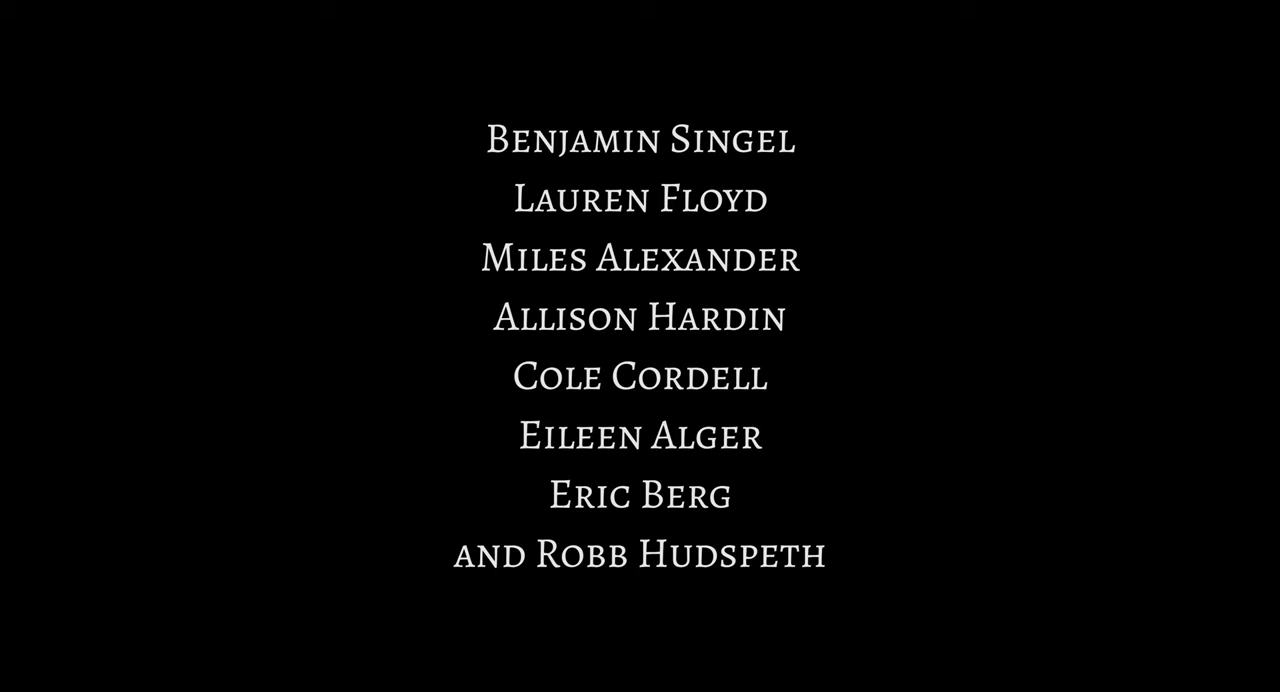 Benjamin Singel
Lauren Floyd
Miles Alexander
Allison Hardin
Cole Cordell
Eileen Alger
Eric Berg
and Robb Hudspeth